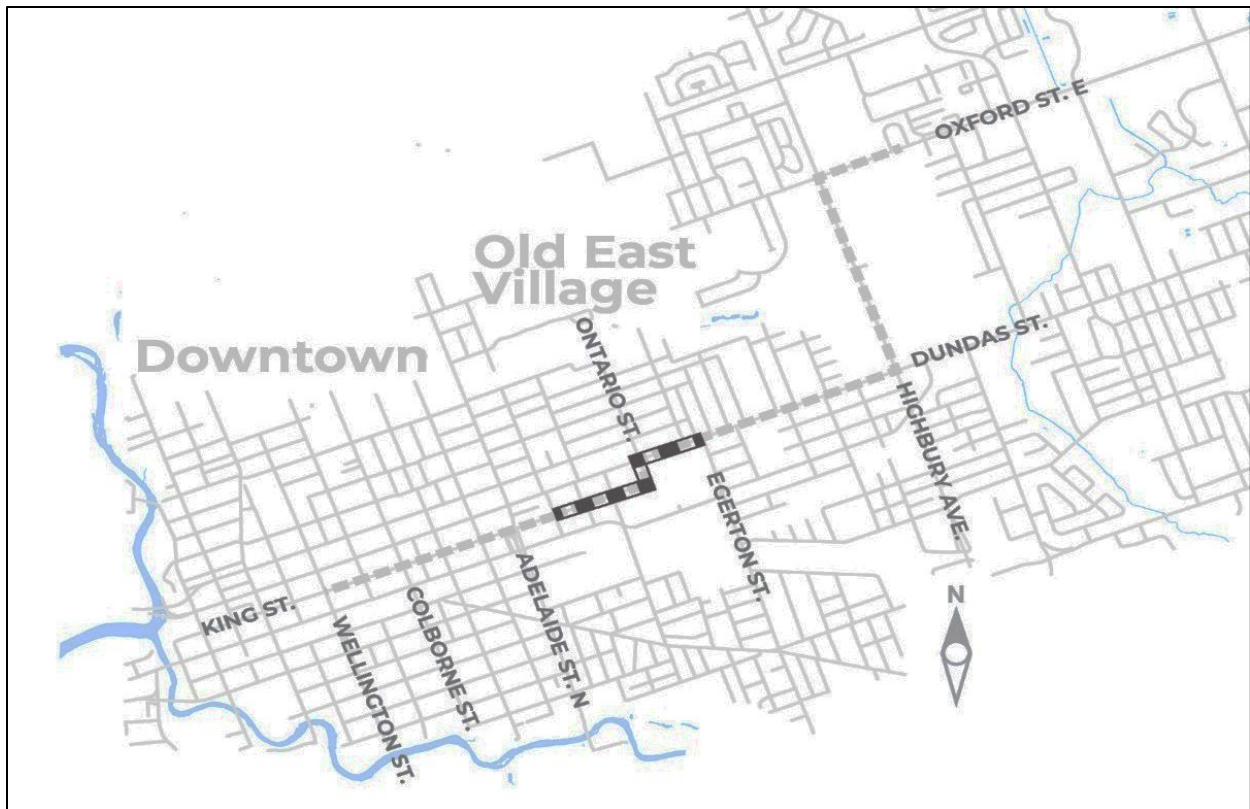 OXFORD ST. E
Old East
Village
ONTARIO ST.
DUNDAS ST.
Downtown
HIGHBURY AVE.
EGERTON ST.
ADELAIDE ST. N
COLBORNE ST.
KING ST.
WELLINGTON ST.
N